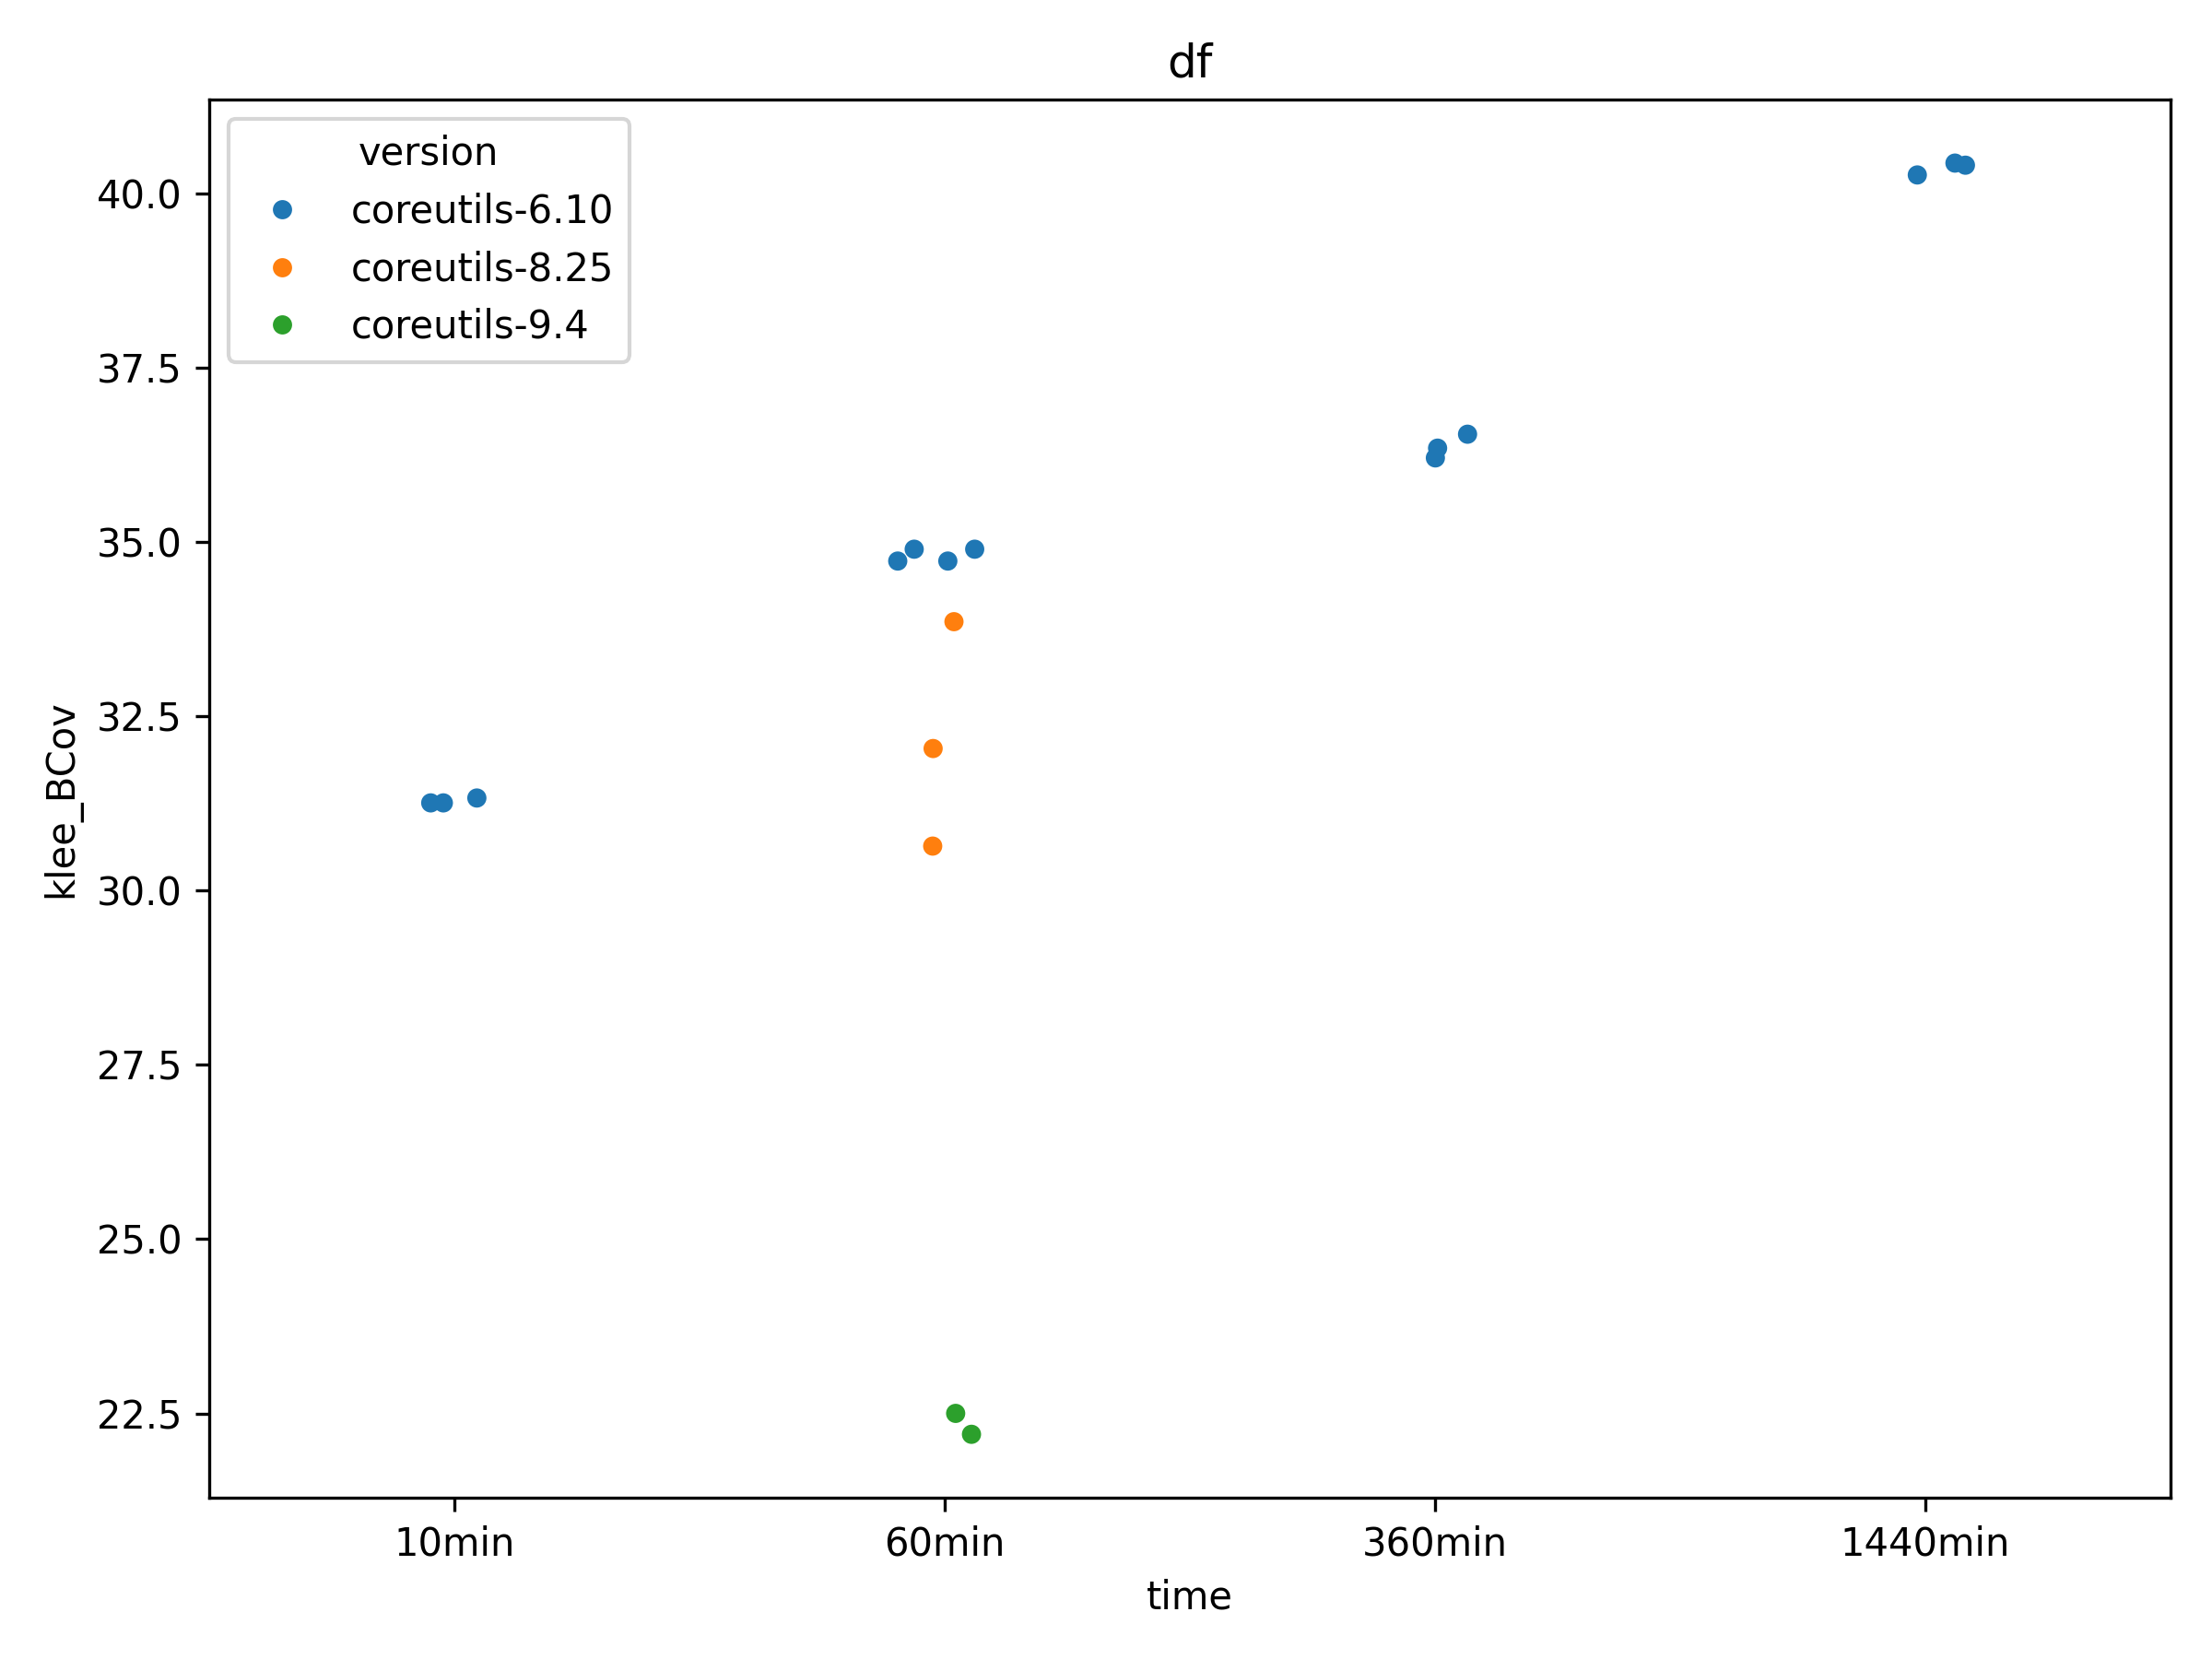 df
version
coreutils-6.10
coreutils-8.25
coreutils-9.4
40.0
37.5
35.0
32.5
30.0
27.5
25.0
22.5
klee_BCov
10min 60min 360min 1440min
time